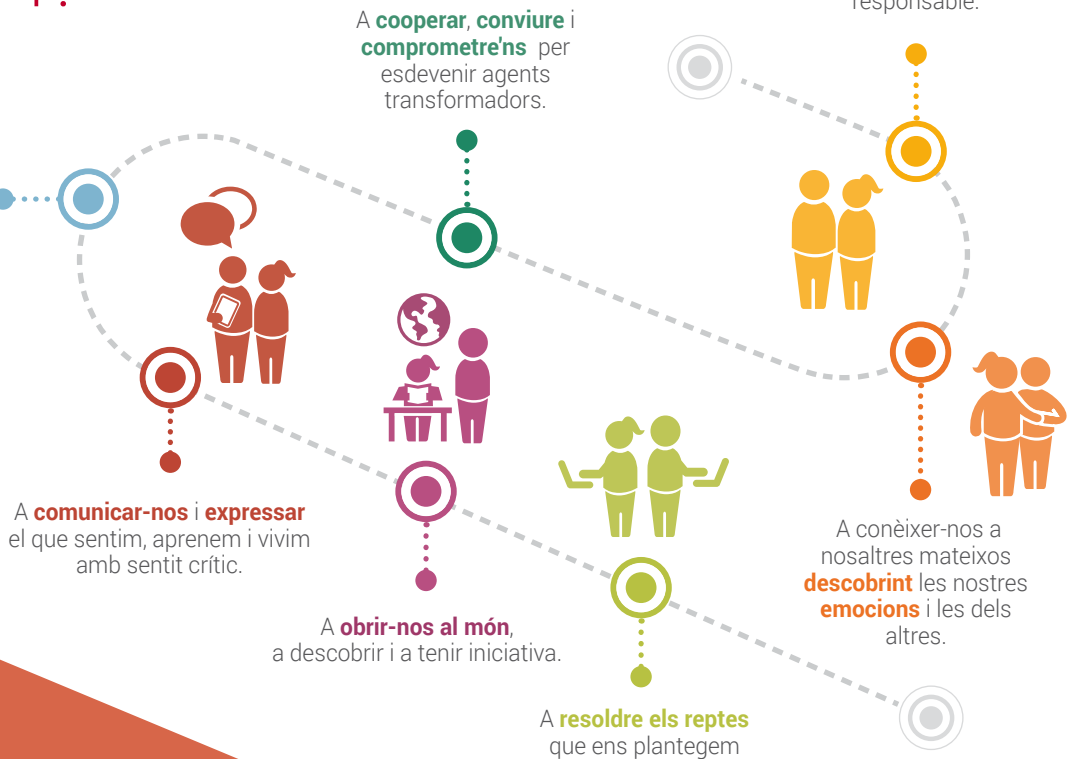 responsable.
A cooperar, conviure i
comprometre'ns per
esdevenir agents
transformadors.
A comunicar-nos i expressar
el que sentim, aprenem i vivim
amb sentit crític.
A obrir-nos al món,
a descobrir i a tenir iniciativa.
A resoldre els reptes
que ens plantegem
A conèixer-nos a
nosaltres mateixos
descobrint les nostres
emocions i les dels
altres.